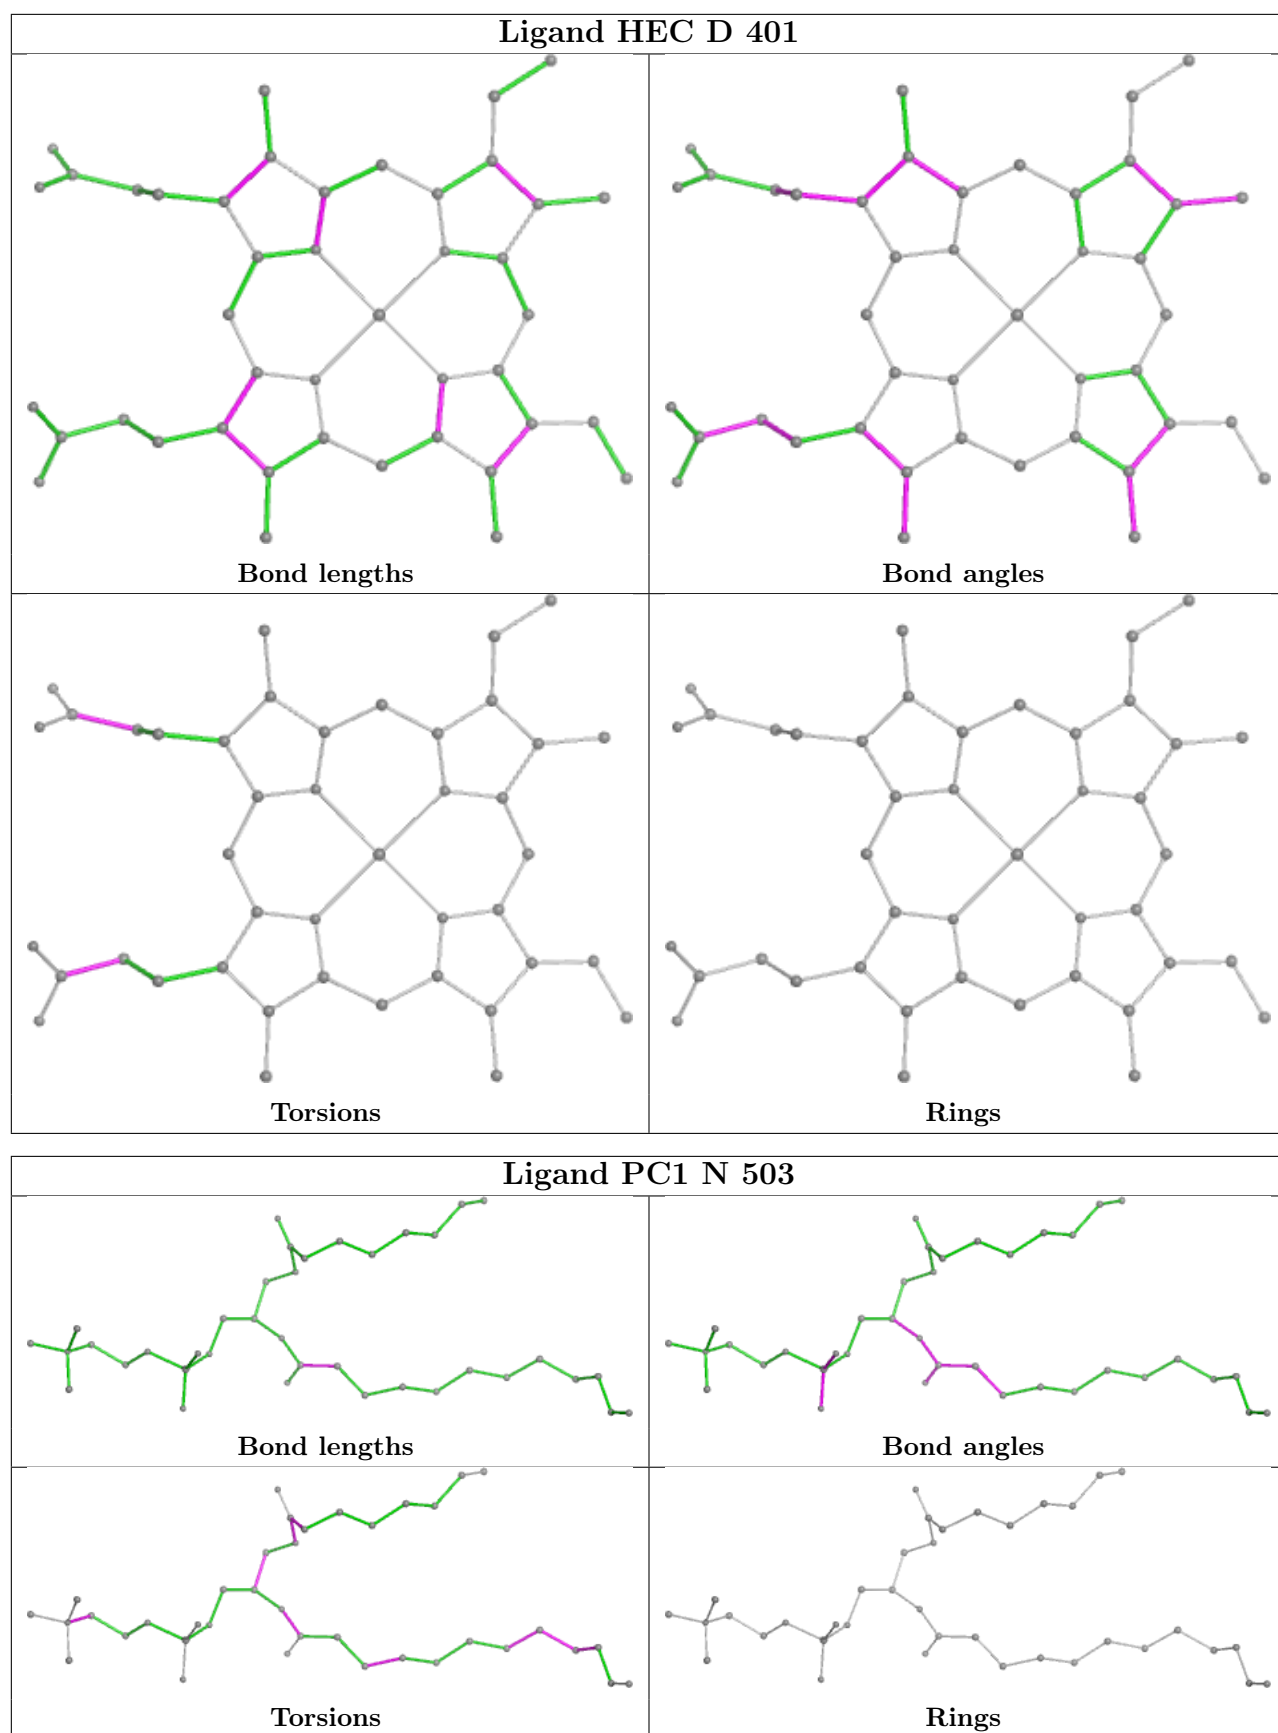 Ligand HEC D 401
Bond lengths
Bond angles
Torsions
Rings
Ligand PC1 N 503
Bond lengths
Bond angles
Torsions
Rings